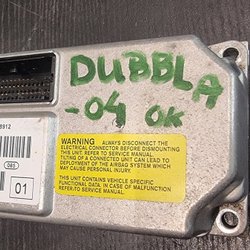 DUBBLA
-04 OK
8912
DBS
01
WARNING ALWAYS DISCONNECT THE
ELECTRICAL CONNECTOR BEFORE DISMOUNTING
THIS UNIT. REFER TO SERVICE MANUAL.
TILTING OF A CONNECTED UNIT CAN LEAD TO
DEPLOYMENT OF THE AIRBAG SYSTEM WHICH
MAY CAUSE PERSONAL INJURY.
THIS UNIT CONTAINS VEHICLE SPECIFIC
FUNCTIONAL DATA. IN CASE OF MALFUNCTION
REFER TO SERVICE MANUAL.